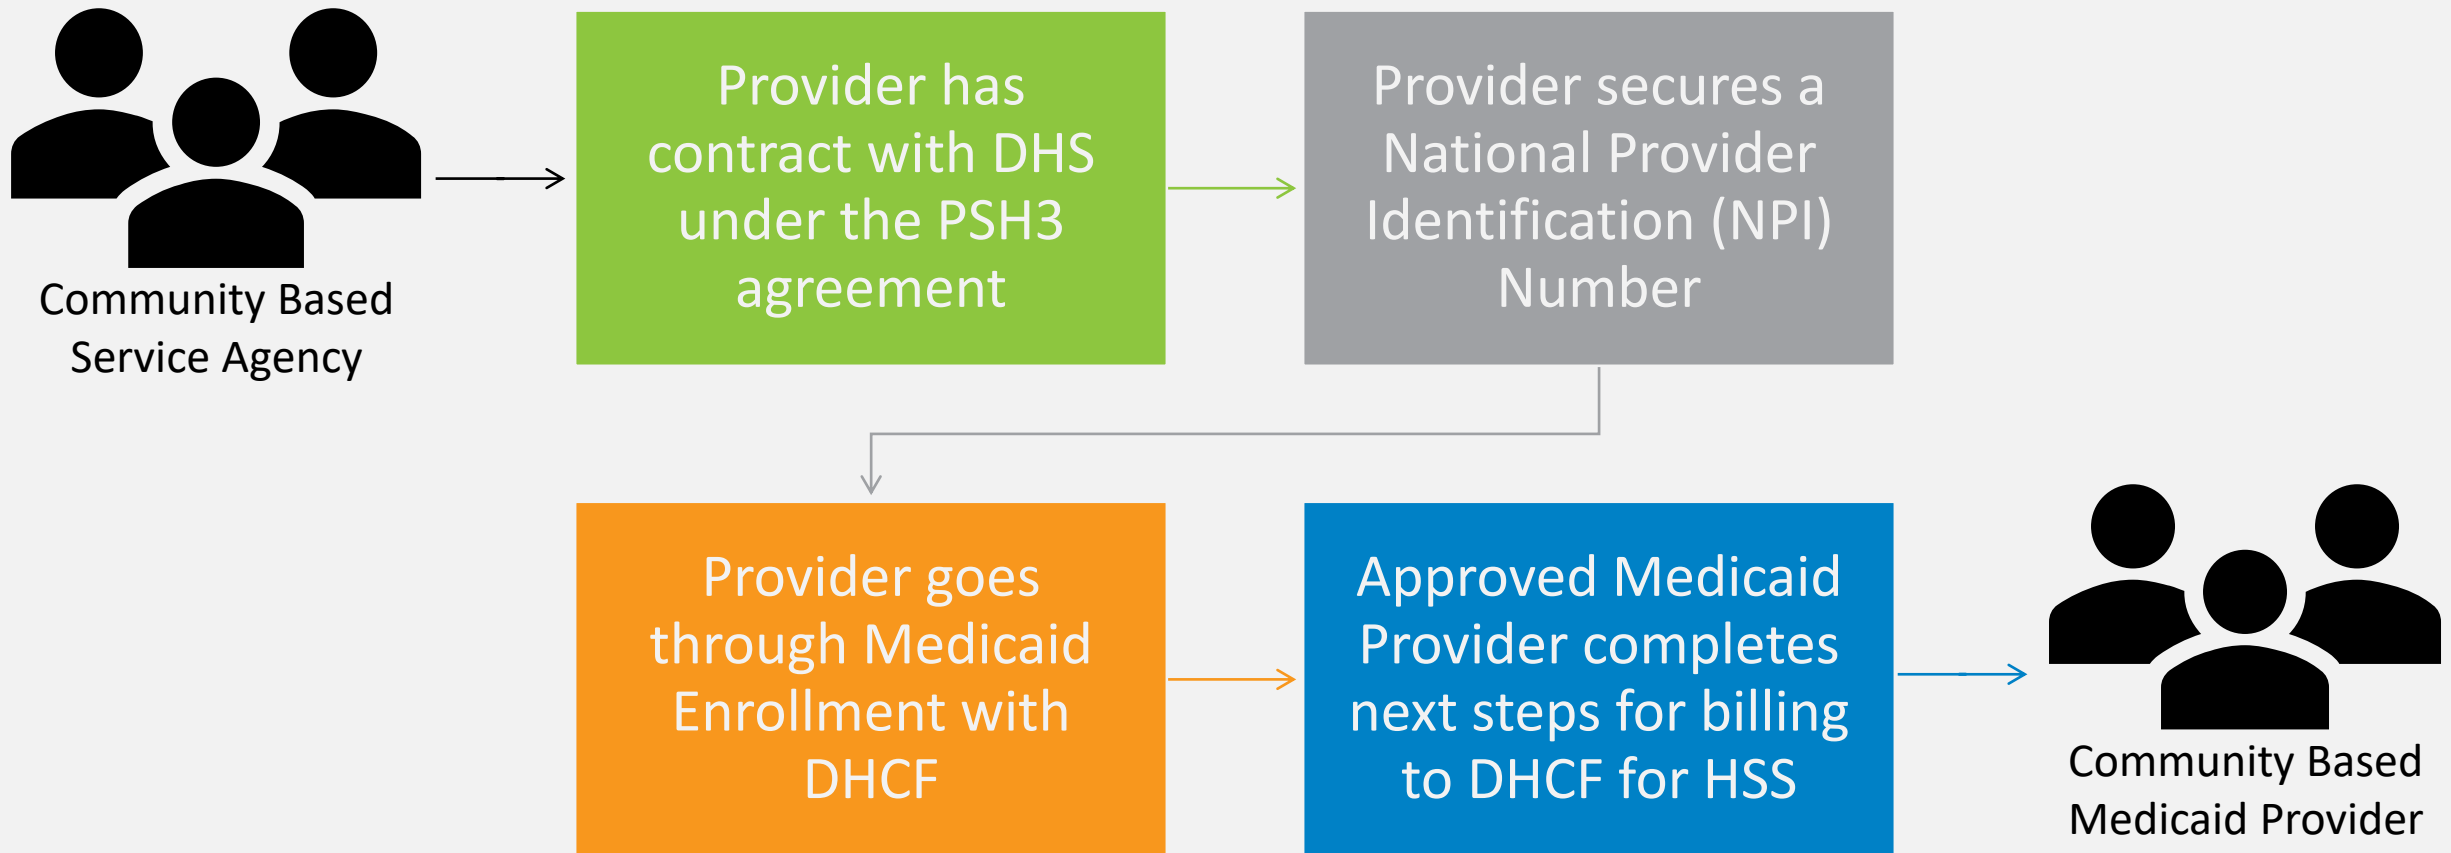 Provider has
contract with DHS
under the PSH3
agreement
Provider secures a
National Provider
Identification (NPI)
Number
Community Based
Service Agency
Provider goes
through Medicaid
Enrollment with
DHCF
Approved Medicaid
Provider completes
next steps for billing
to DHCF for HSS
Community Based
Medicaid Provider